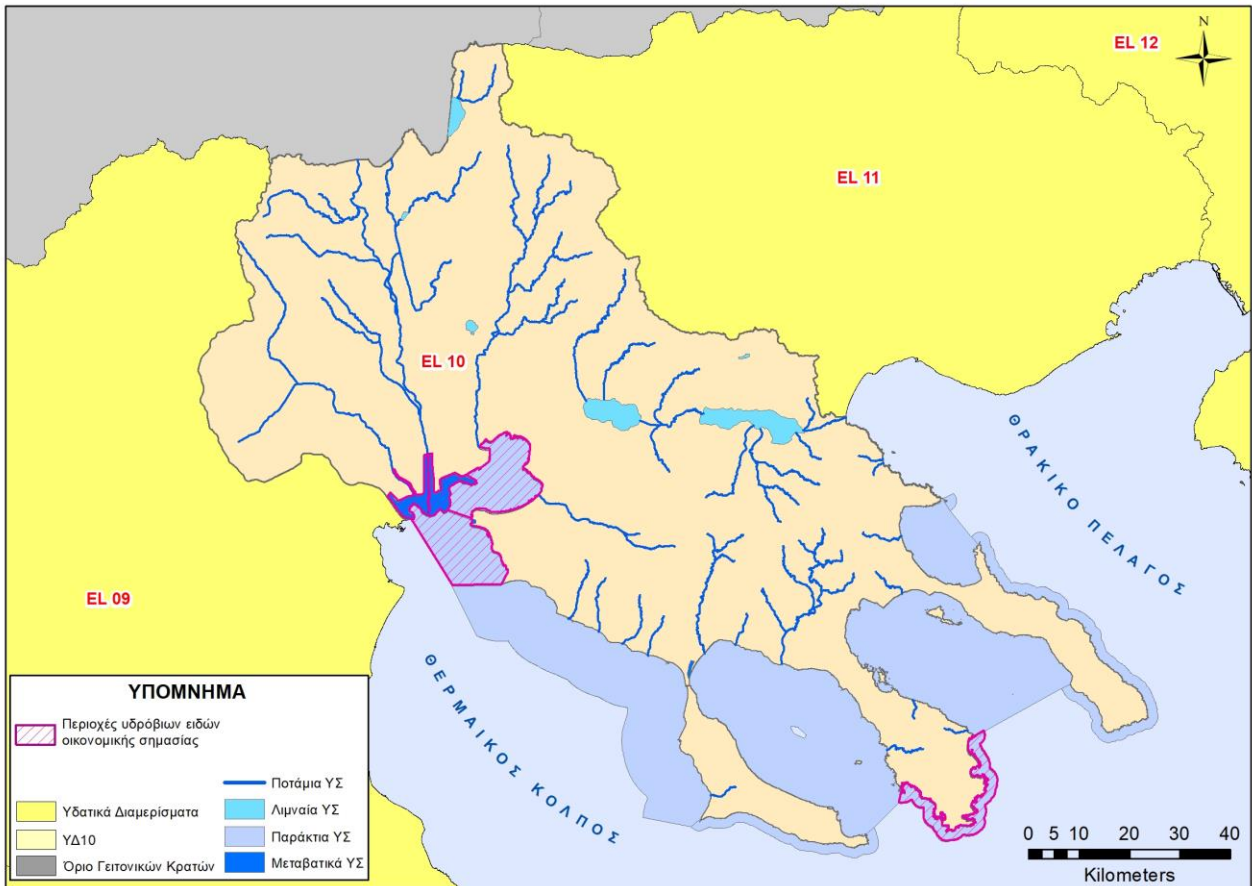 N
EL 12
EL 11
EL 10
EL 09
ΘΡΑΚΙΚΟ ΠΕΛΑΓΟΣ
ΘΕΡΜΑΙΚΟΣ ΚΟΛΠΟΣ
ΥΠΟΜΝΗΜΑ
Περιοχές υδρόβιων ειδών
οικονομικής σημασίας
Υδατικά Διαμερίσματα
ΥΔ10
Όριο Γειτονικών Κρατών
Ποτάμια ΥΣ
Λιμναία ΥΣ
Παράκτια ΥΣ
Μεταβατικά ΥΣ
0 5 10 20 30 40
Kilometers